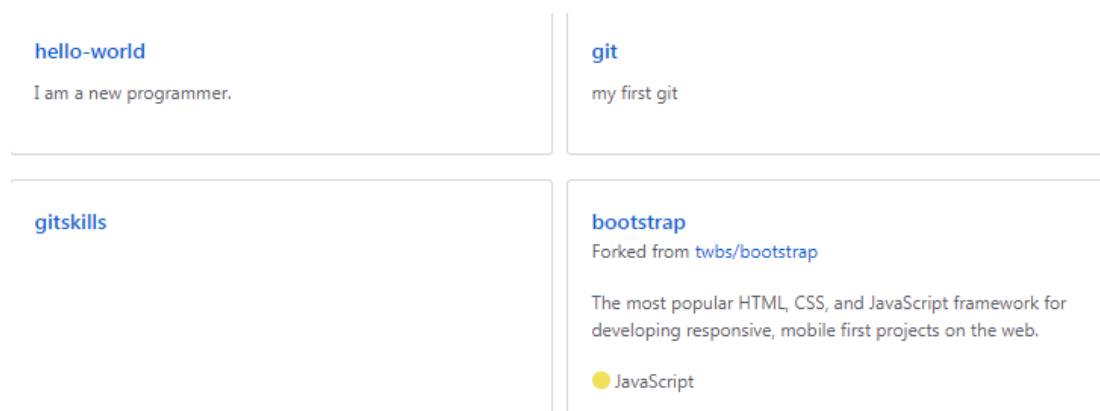 hello-world
I am a new programmer.
git
my first git
gitskills
bootstrap
Forked from twbs/bootstrap
The most popular HTML, CSS, and JavaScript framework for
developing responsive, mobile first projects on the web.
JavaScript